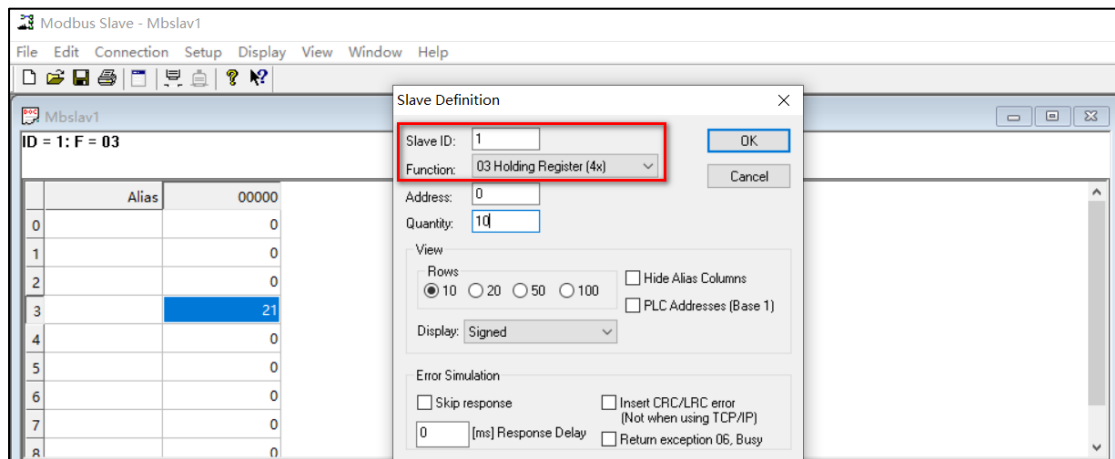 Modbus Slave - Mbslav1
File Edit Connection Setup Display View Window Help
Mbslav1
ID = 1: F = 03
Alias 00000
0 0
1 0
2 0
3 21
4 0
5 0
6 0
7 0
8 0
Slave Definition
Slave ID: 1
OK
Function: 03 Holding Register (4x)
Cancel
Address: 0
Quantity: 10
View
Rows
10 20 50 100
Hide Alias Columns
PLC Addresses (Base 1)
Display: Signed
Error Simulation
Skip response
Insert CRC/LRC error
(Not when using TCP/IP)
0 [ms] Response Delay
Return exception 06, Busy